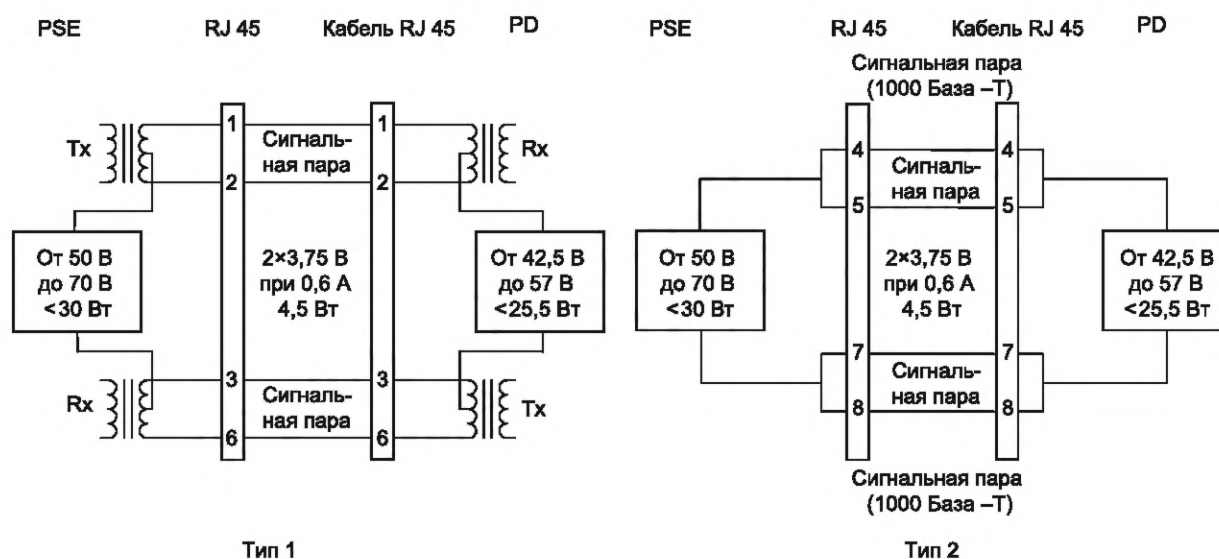 PSE RJ 45 Кабель RJ 45 PD
Tx
1
2
Сигналь-
ная пара
1
2
Rx
От 50 В
до 70 В
<30 Вт
2×3,75 В
при 0,6 А
4,5 Вт
От 42,5 В
до 57 В
<25,5 Вт
Rx
3
6
Сигналь-
ная пара
3
6
Tx
Тип 1
PSE RJ 45 Кабель RJ 45 PD
Сигнальная пара
(1000 База –Т)
4
5
Сигналь-
ная пара
4
5
От 50 В
до 70 В
<30 Вт
2×3,75 В
при 0,6 А
4,5 Вт
От 42,5 В
до 57 В
<25,5 Вт
7
8
Сигналь-
ная пара
7
8
Сигнальная пара
(1000 База –Т)
Тип 2